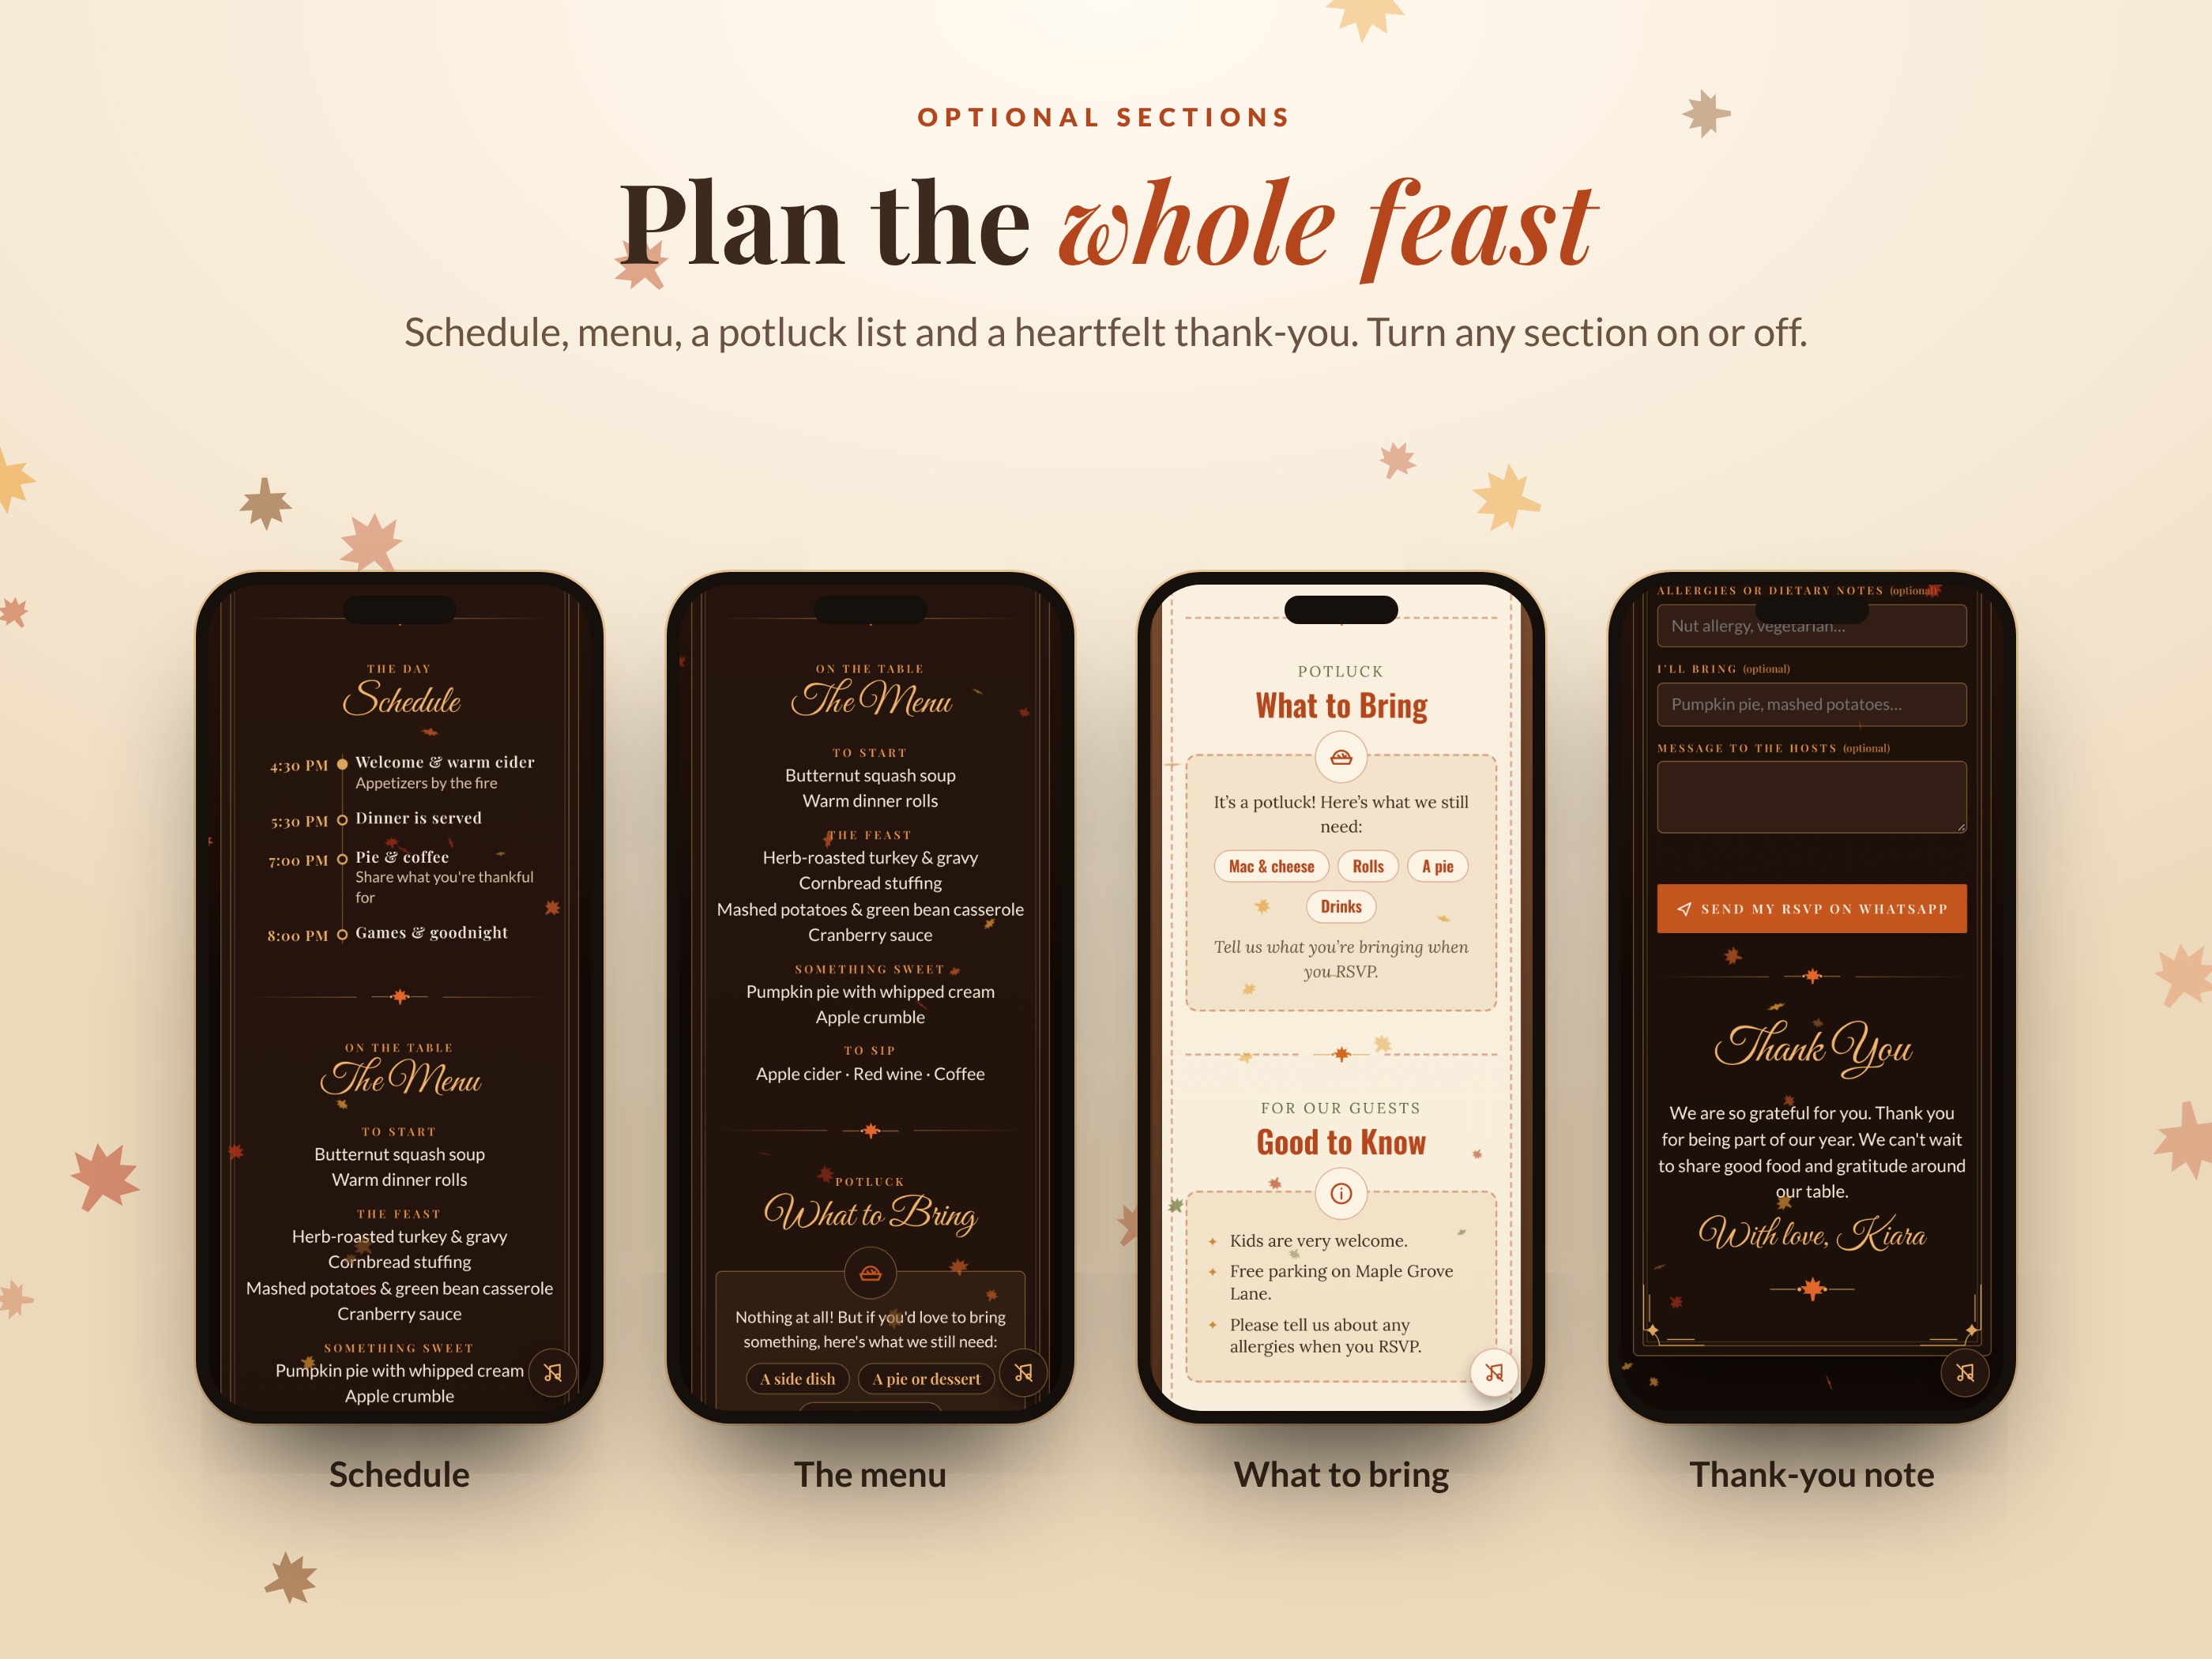 OPTIONAL SECTIONS
Plan the whole feast
Schedule, menu, a potluck list and a heartfelt thank-you. Turn any section on or off.
THE DAY
Schedule
4:30 PM Welcome & warm cider
Appetizers by the fire
5:30 PM Dinner is served
7:00 PM Pie & coffee
Share what you're thankful
for
8:00 PM Games & goodnight
ON THE TABLE
The Menu
TO START
Butternut squash soup
Warm dinner rolls
THE FEAST
Herb-roasted turkey & gravy
Cornbread stuffing
Mashed potatoes & green bean casserole
Cranberry sauce
SOMETHING SWEET
Pumpkin pie with whipped cream
Apple crumble
Schedule
ON THE TABLE
The Menu
TO START
Butternut squash soup
Warm dinner rolls
THE FEAST
Herb-roasted turkey & gravy
Cornbread stuffing
Mashed potatoes & green bean casserole
Cranberry sauce
SOMETHING SWEET
Pumpkin pie with whipped cream
Apple crumble
TO SIP
Apple cider · Red wine · Coffee
POTLUCK
What to Bring
Nothing at all! But if you'd love to bring
something, here's what we still need:
A side dish A pie or dessert
The menu
POTLUCK
What to Bring
It’s a potluck! Here’s what we still
need:
Mac & cheese Rolls A pie
Drinks
Tell us what you’re bringing when
you RSVP.
FOR OUR GUESTS
Good to Know
Kids are very welcome.
Free parking on Maple Grove
Lane.
Please tell us about any
allergies when you RSVP.
What to bring
ALLERGIES OR DIETARY NOTES (optional)
Nut allergy, vegetarian...
I’LL BRING (optional)
Pumpkin pie, mashed potatoes...
MESSAGE TO THE HOSTS (optional)
SEND MY RSVP ON WHATSAPP
Thank You
We are so grateful for you. Thank you
for being part of our year. We can't wait
to share good food and gratitude around
our table.
With love, Kiara
Thank-you note